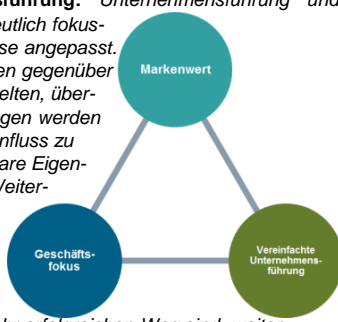 führung: Unternehmensführung und
eutlich fokus-
se angepasst.
en gegenüber
elten, über-
gen werden
nfluss zu
are Eigen-
Weiter-
Markenwert
Geschäfts-
fokus
Vereinfachte
Unternehmens-
führung
erfolgreichen Weg sind, weiter